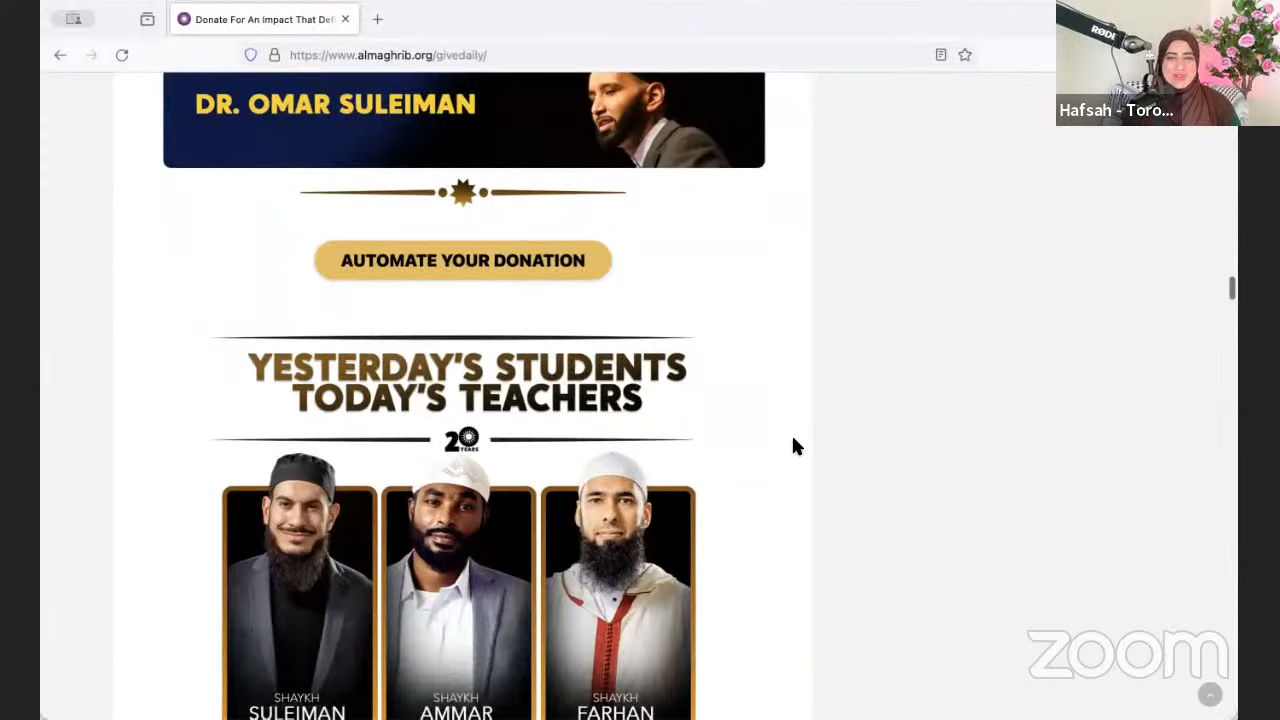 Donate For An Impact That Def
https://www.almaghrib.org/givedaily/
RØDE
Hafsah - Toro...
DR. OMAR SULEIMAN
AUTOMATE YOUR DONATION
YESTERDAY'S STUDENTS
TODAY'S TEACHERS
20
YEARS
SHAYKH
SULEIMAN
SHAYKH
AMMAR
SHAYKH
FARHAN
zoom